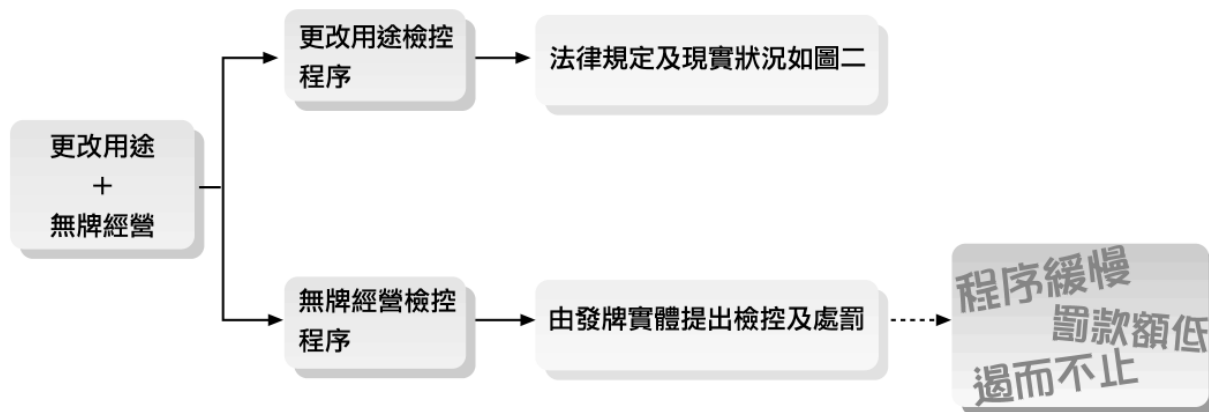 更改用途檢控
程序
法律規定及現實狀況如圖二
更改用途
＋
無牌經營
無牌經營檢控
程序
由發牌實體提出檢控及處罰
程序緩慢
罰款額低
遏而不止